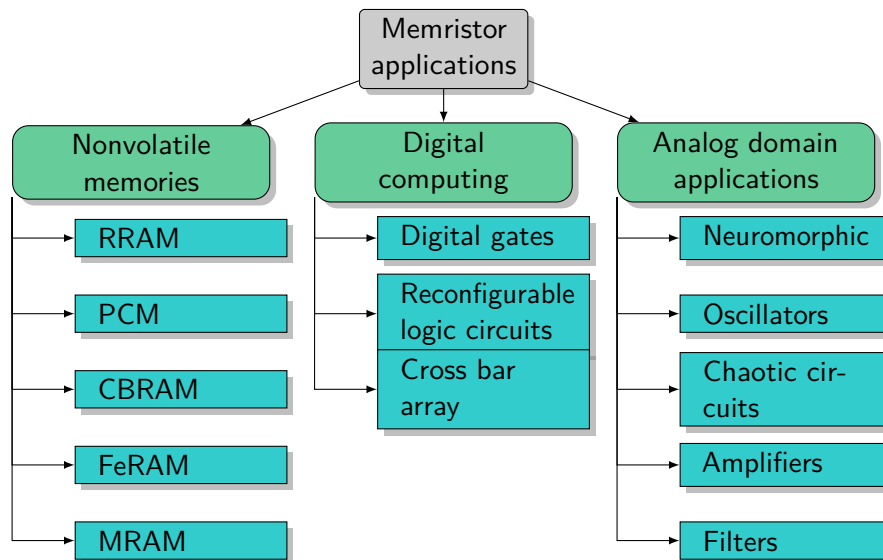 Memristor
applications
Nonvolatile
memories
RRAM
PCM
CBRAM
FeRAM
MRAM
Digital
computing
Digital gates
Reconfigurable
logic circuits
Cross bar
array
Analog domain
applications
Neuromorphic
Oscillators
Chaotic cir-
cuits
Amplifiers
Filters